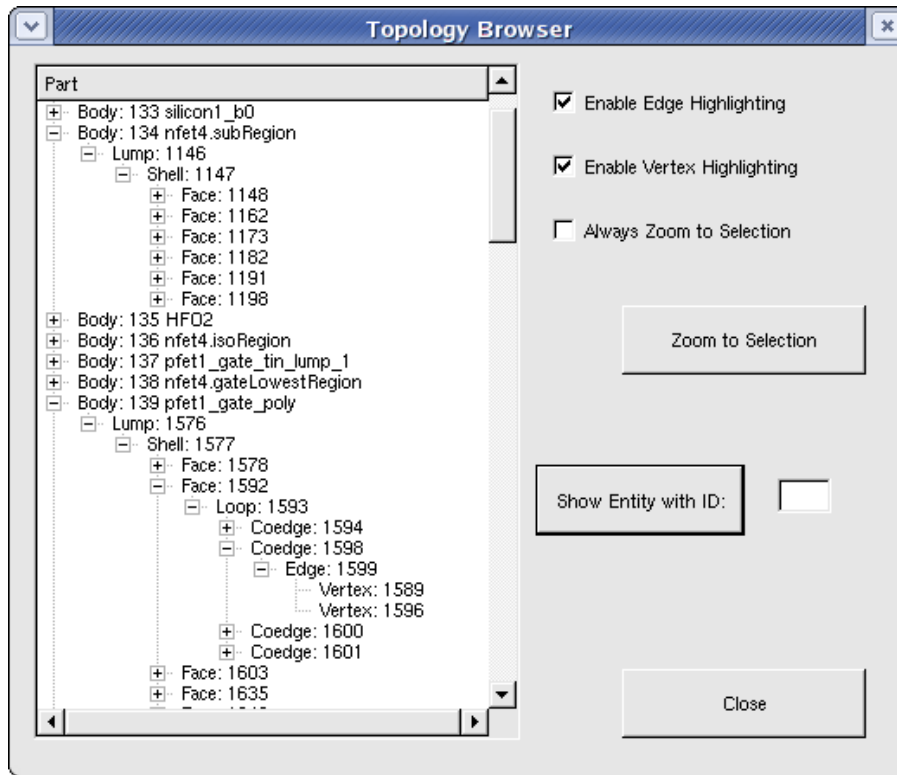 Topology Browser
Part
Body: 133 silicon1_b0
Body: 134 nfet4.subRegion
Lump: 1146
Shell: 1147
Face: 1148
Face: 1162
Face: 1173
Face: 1182
Face: 1191
Face: 1198
Body: 135 HFO2
Body: 136 nfet4.isoRegion
Body: 137 pfet1_gate_tin_lump_1
Body: 138 nfet4.gateLowestRegion
Body: 139 pfet1_gate_poly
Lump: 1576
Shell: 1577
Face: 1578
Face: 1592
Loop: 1593
Coedge: 1594
Coedge: 1598
Edge: 1599
Vertex: 1589
Vertex: 1596
Coedge: 1600
Coedge: 1601
Face: 1603
Face: 1635
Enable Edge Highlighting
Enable Vertex Highlighting
Always Zoom to Selection
Zoom to Selection
Show Entity with ID:
Close